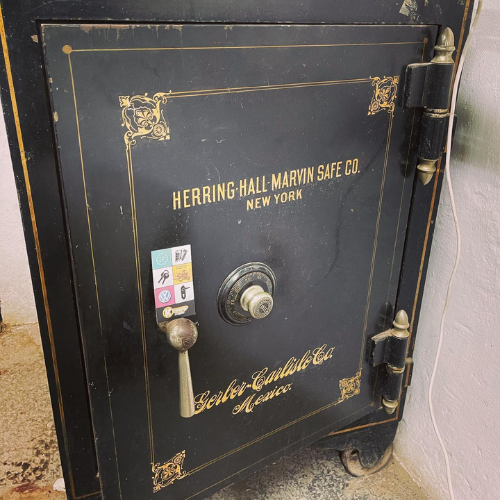 HERRING-HALL-MARVIN SAFE CO.
NEW YORK
Gerber-Carlisle Co.
Mexico.